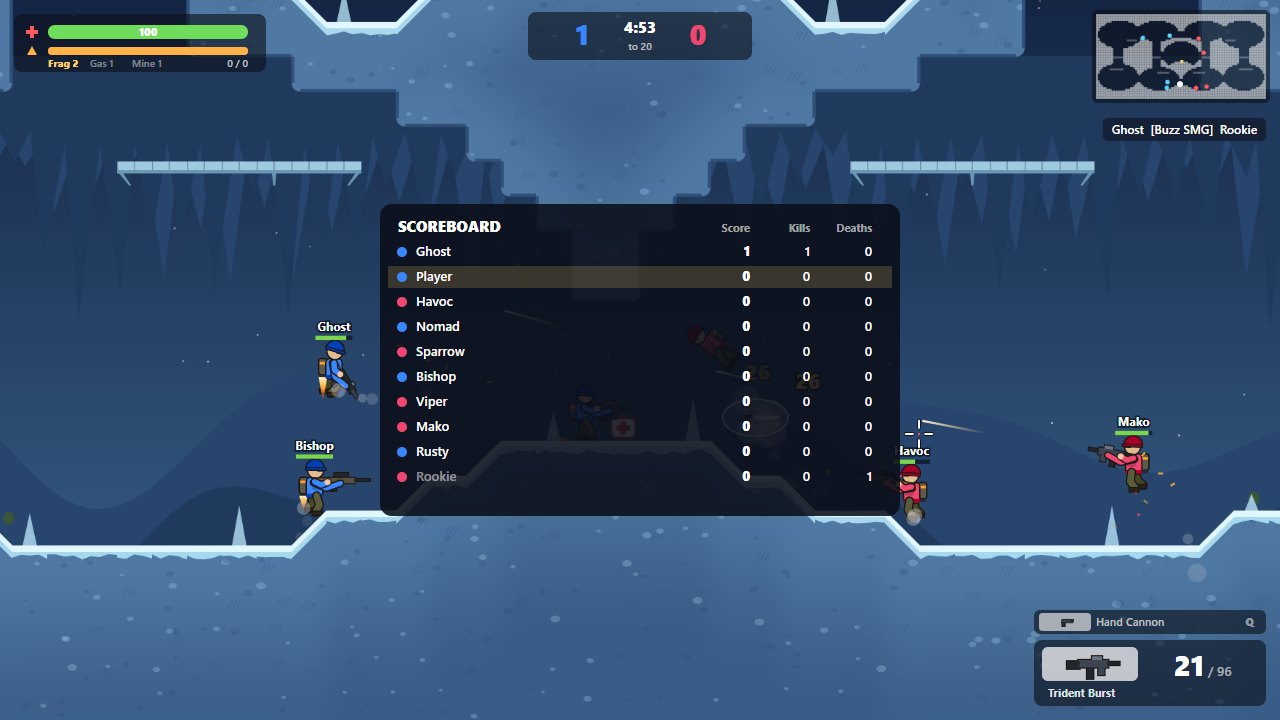 100
Frag 2 Gas 1 Mine 1 0 / 0
1 4:53 0
to 20
Ghost [Buzz SMG] Rookie
SCOREBOARD Score Kills Deaths
Ghost 1 1 0
Player 0 0 0
Havoc 0 0 0
Nomad 0 0 0
Sparrow 0 0 0
Bishop 0 0 0
Viper 0 0 0
Mako 0 0 0
Rusty 0 0 0
Rookie 0 0 1
Ghost
Bishop
26
26
Havoc
Mako
Hand Cannon Q
21 / 96
Trident Burst